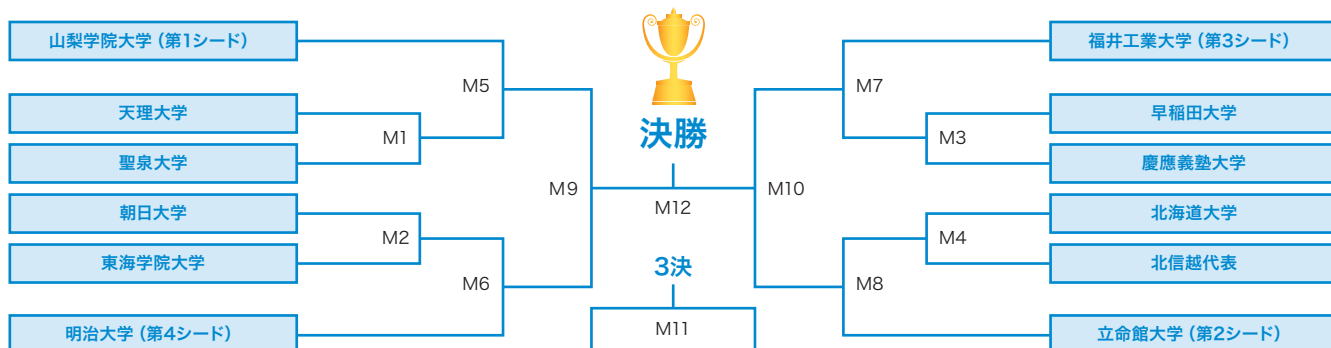 山梨学院大学（第1シード）
天理大学
聖泉大学
朝日大学
東海学院大学
明治大学（第4シード）
M5
M1
M9
M2
M6
決勝
M12
3決
M11
M7
M3
M10
M4
M8
福井工業大学（第3シード）
早稲田大学
慶應義塾大学
北海道大学
北信越代表
立命館大学（第2シード）